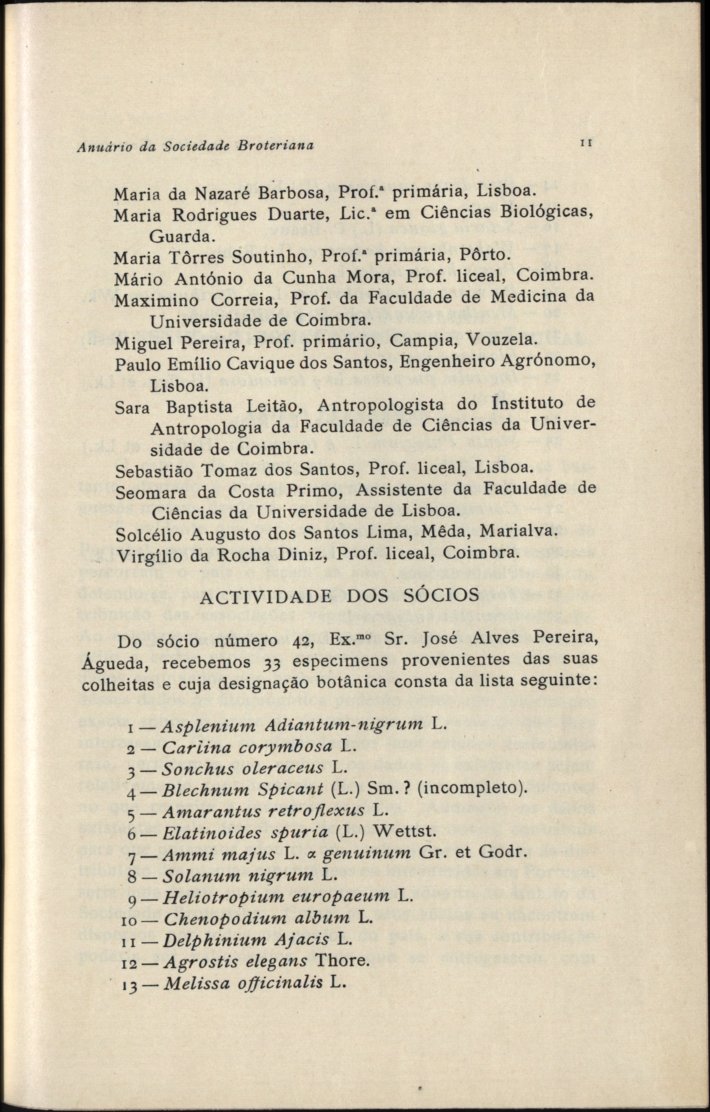 Anuário da Sociedade Broteriana 11
Maria da Nazaré Barbosa, Prof.ª primária, Lisboa.
Maria Rodrigues Duarte, Lic.ª em Ciências Biológicas,
Guarda.
Maria Tôrres Soutinho, Prof.ª primária, Pôrto.
Mário António da Cunha Mora, Prof. liceal, Coimbra.
Maximino Correia, Prof. da Faculdade de Medicina da
Universidade de Coimbra.
Miguel Pereira, Prof. primário, Campia, Vouzela.
Paulo Emílio Cavique dos Santos, Engenheiro Agrónomo,
Lisboa.
Sara Baptista Leitão, Antropologista do Instituto de
Antropologia da Faculdade de Ciências da Univer-
sidade de Coimbra.
Sebastião Tomaz dos Santos, Prof. liceal, Lisboa.
Seomara da Costa Primo, Assistente da Faculdade de
Ciências da Universidade de Lisboa.
Solcélio Augusto dos Santos Lima, Mêda, Marialva.
Virgílio da Rocha Diniz, Prof. liceal, Coimbra.
ACTIVIDADE DOS SÓCIOS
Do sócio número 42, Ex.mo Sr. José Alves Pereira,
Águeda, recebemos 33 especimens provenientes das suas
colheitas e cuja designação botânica consta da lista seguinte:
1 — Asplenium Adiantum-nigrum L.
2 — Carlina corymbosa L.
3 — Sonchus oleraceus L.
4 — Blechnum Spicant (L.) Sm. ? (incompleto).
5 — Amarantus retroflexus L.
6 — Elatinoides spuria (L.) Wettst.
7 — Ammi majus L. α genuinum Gr. et Godr.
8 — Solanum nigrum L.
9 — Heliotropium europaeum L.
10 — Chenopodium album L.
11 — Delphinium Ajacis L.
12 — Agrostis elegans Thore.
13 — Melissa officinalis L.